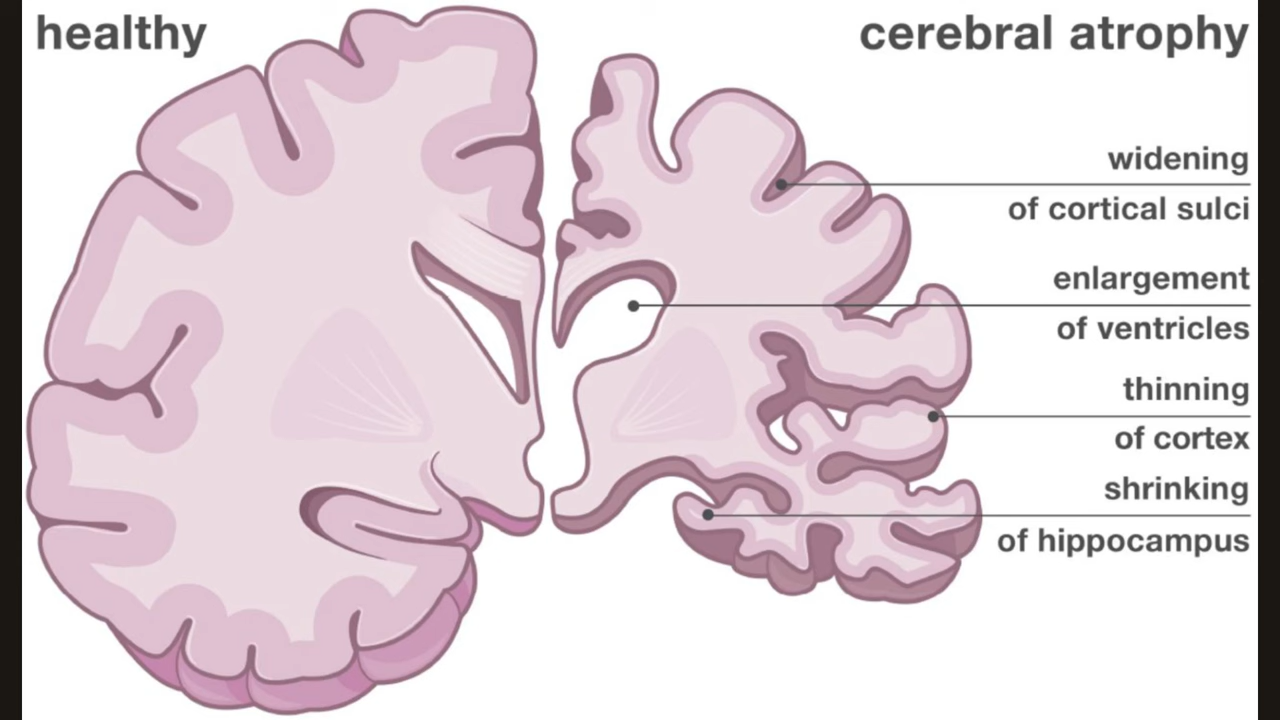 healthy
cerebral atrophy
widening
of cortical sulci
enlargement
of ventricles
thinning
of cortex
shrinking
of hippocampus